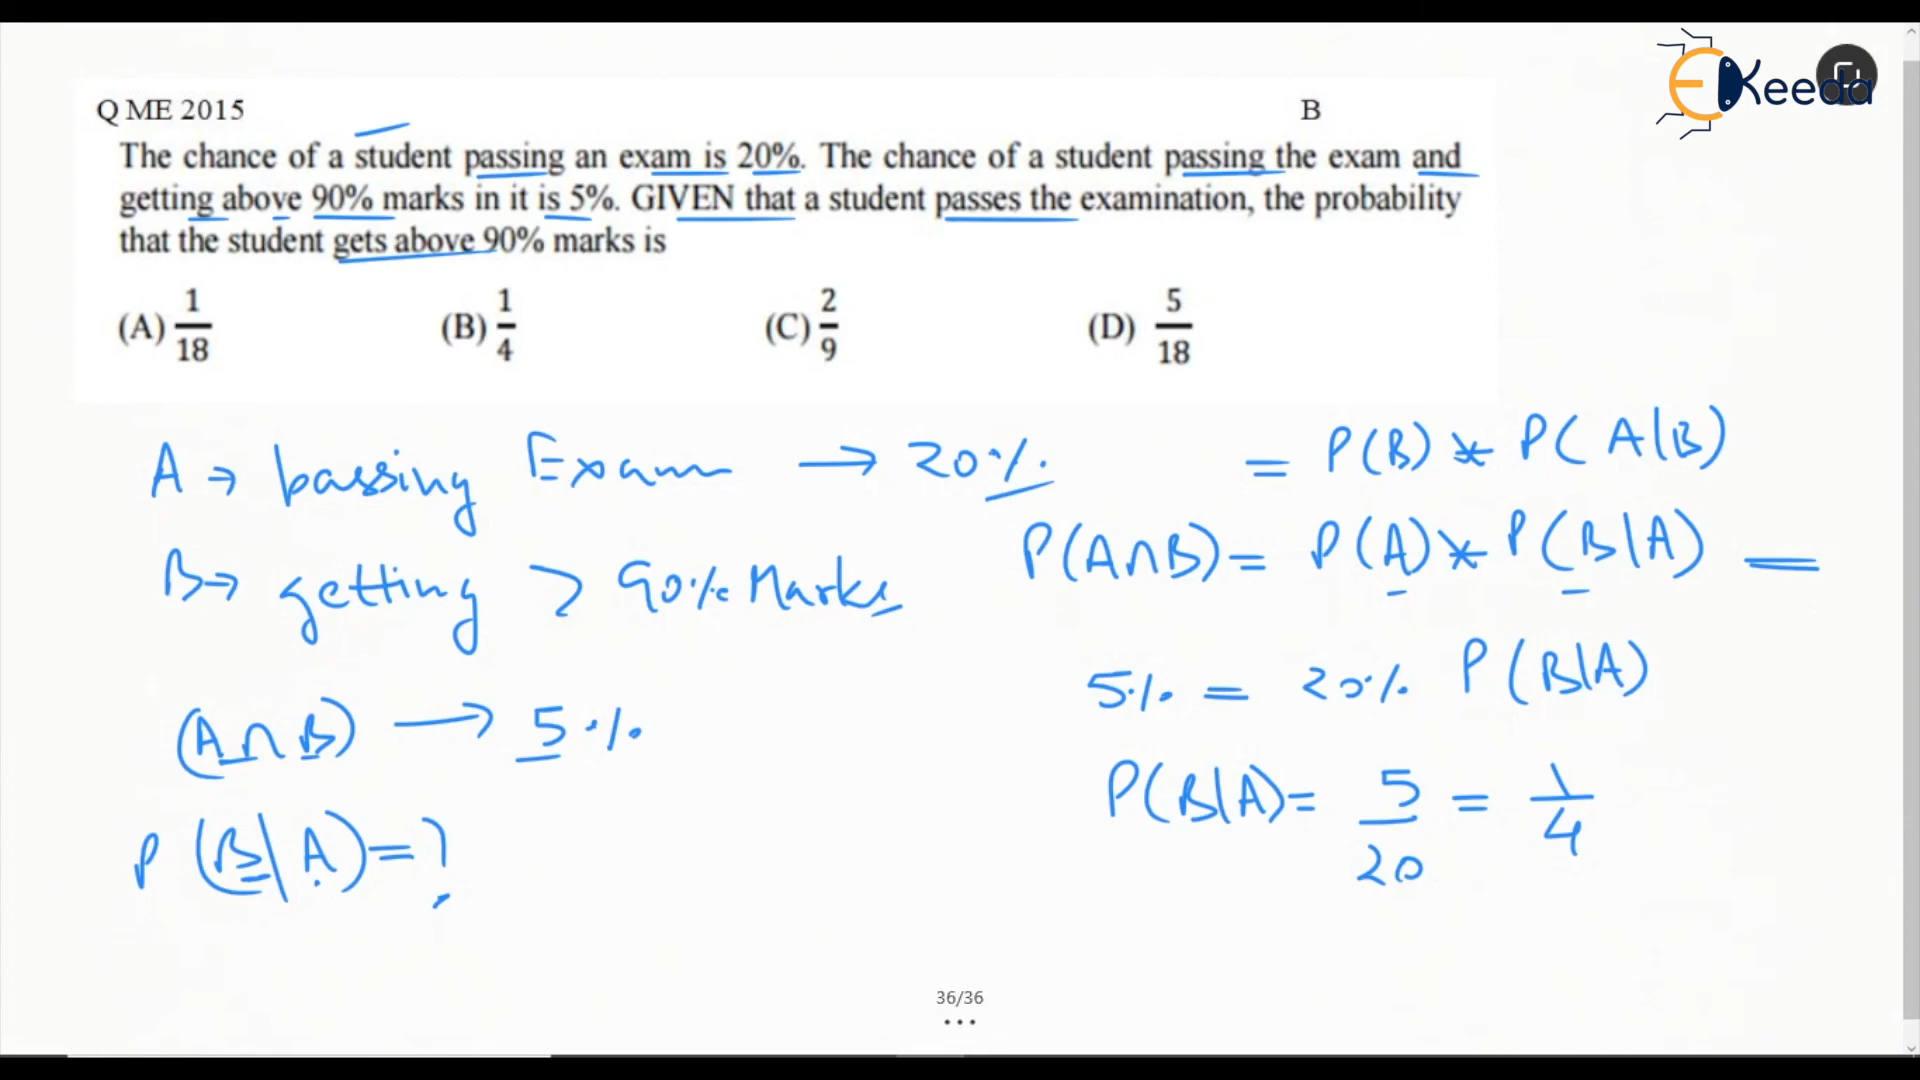 EKeeda
Q ME 2015 B
The chance of a student passing an exam is 20%. The chance of a student passing the exam and
getting above 90% marks in it is 5%. GIVEN that a student passes the examination, the probability
that the student gets above 90% marks is
(A) 1/18 (B) 1/4 (C) 2/9 (D) 5/18
A → passing Exam → 20%
B → getting > 90% Marks
(A∩B) → 5%
P(B|A)=?
= P(B) * P(A|B)
P(A∩B) = P(A) * P(B|A) =
5% = 20% P(B|A)
P(B|A) = 5/20 = 1/4
36/36